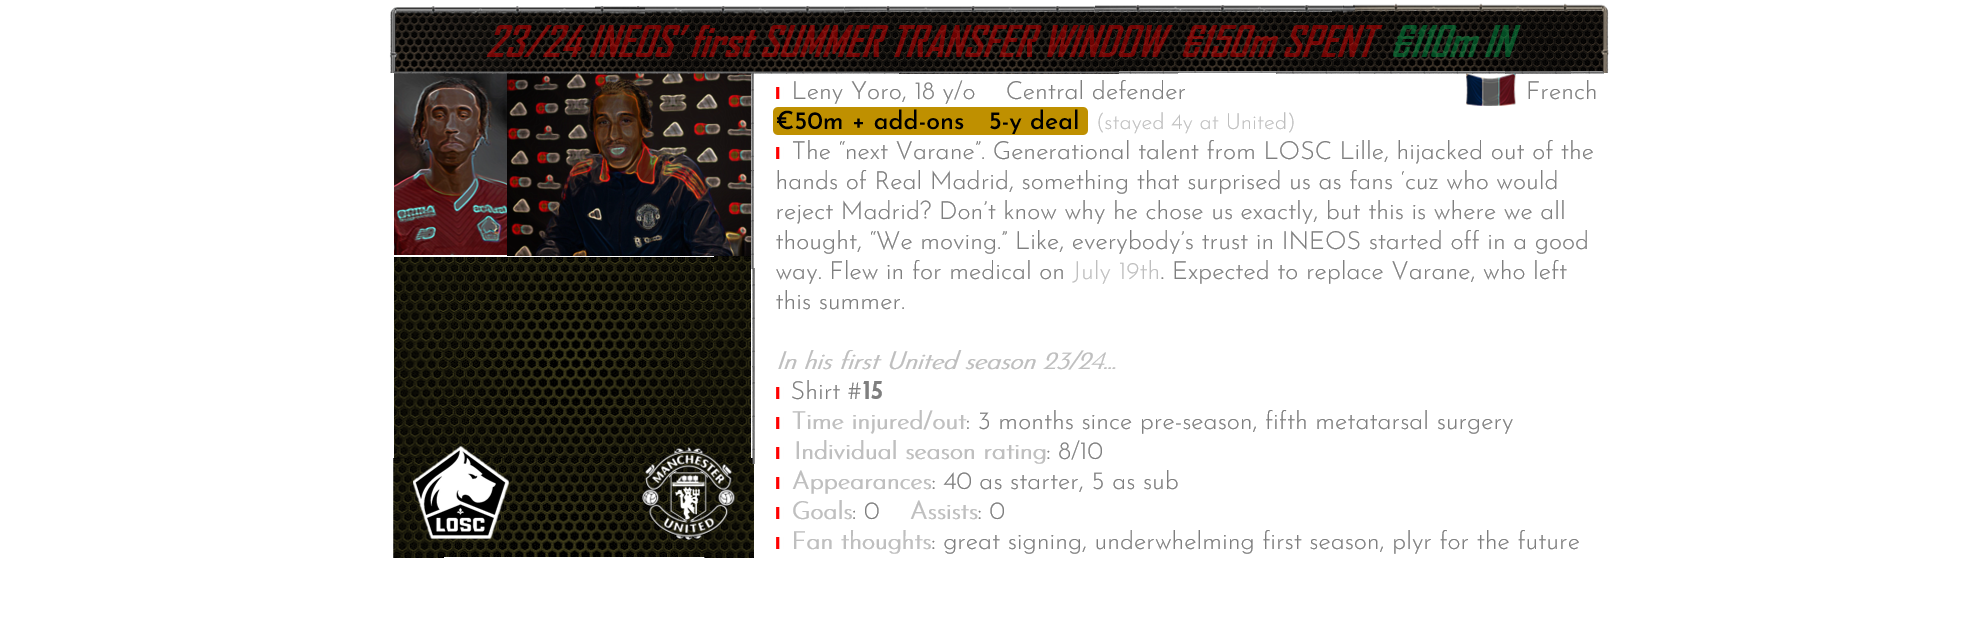 23/24 INEOS' first SUMMER TRANSFER WINDOW €150m SPENT €110m IN
Leny Yoro, 18 y/o Central defender French
€50m + add-ons 5-y deal (stayed 4y at United)
The "next Varane". Generational talent from LOSC Lille, hijacked out of the
hands of Real Madrid, something that surprised us as fans 'cuz who would
reject Madrid? Don't know why he chose us exactly, but this is where we all
thought, "We moving." Like, everybody's trust in INEOS started off in a good
way. Flew in for medical on July 19th. Expected to replace Varane, who left
this summer.
In his first United season 23/24...
Shirt #15
Time injured/out: 3 months since pre-season, fifth metatarsal surgery
Individual season rating: 8/10
Appearances: 40 as starter, 5 as sub
Goals: 0 Assists: 0
Fan thoughts: great signing, underwhelming first season, plyr for the future
LOSC
MANCHESTER
UNITED